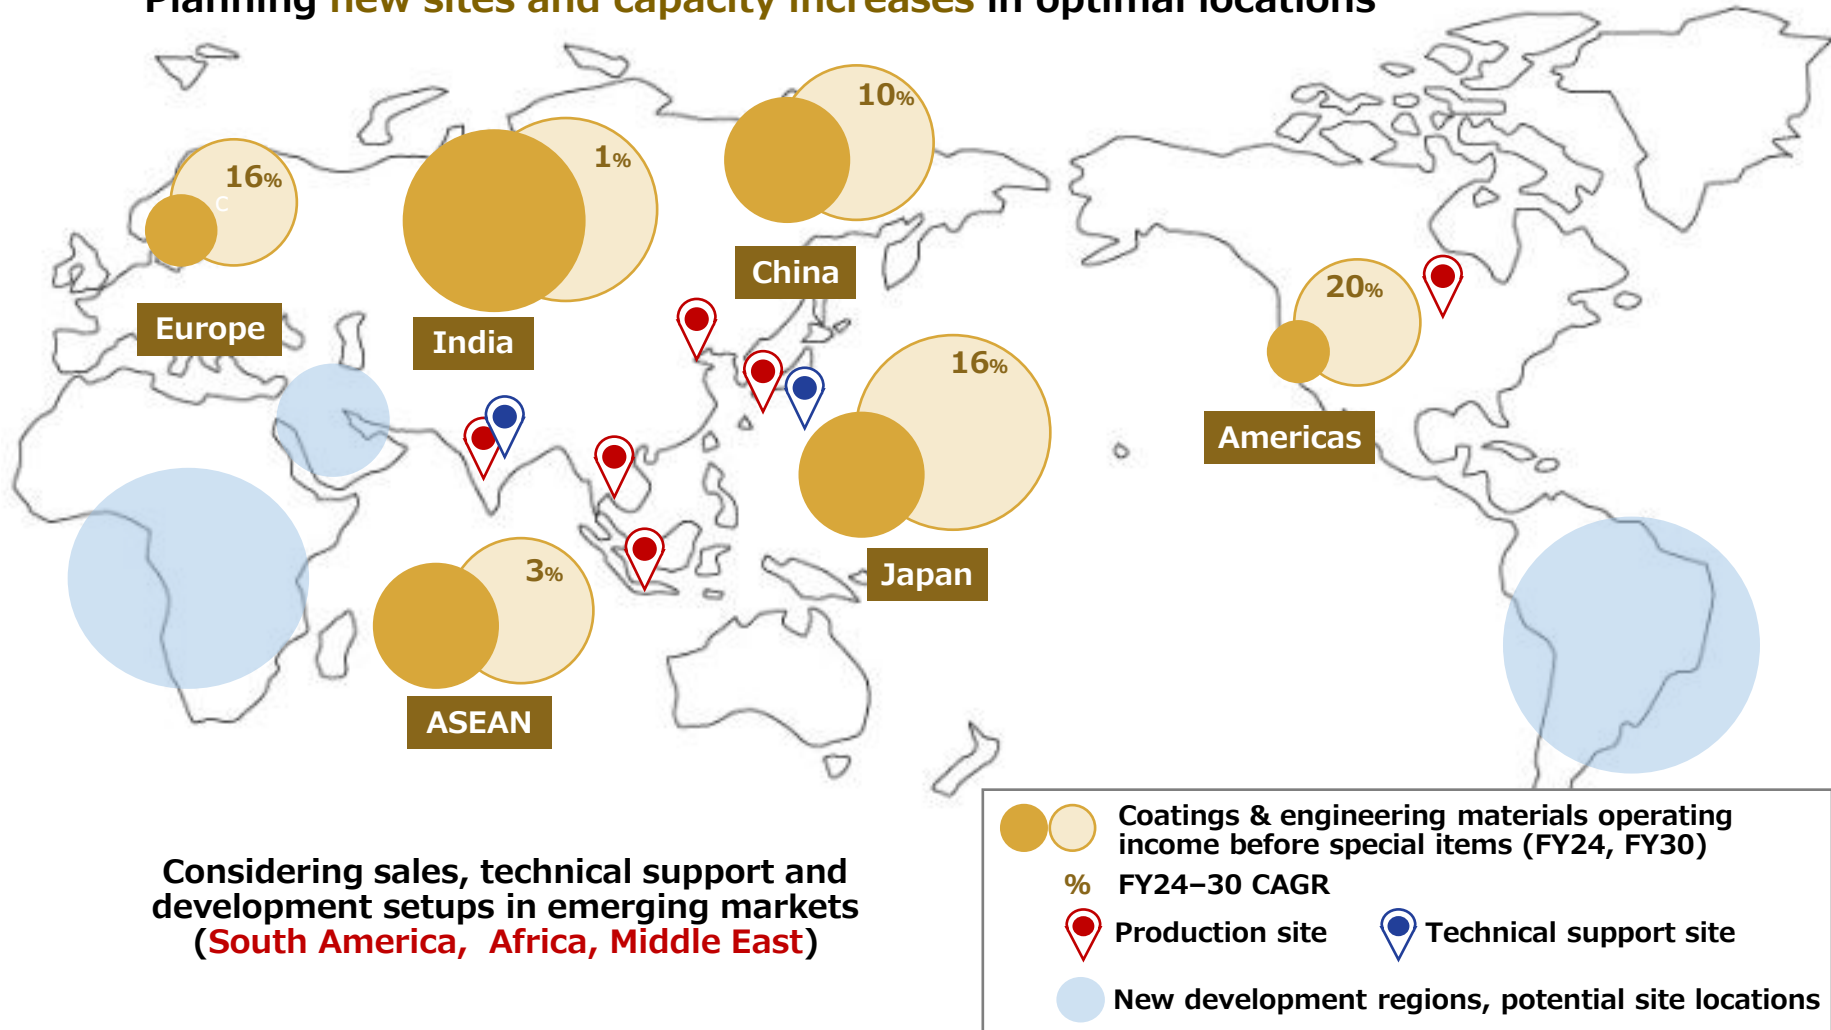 Planning new sites and capacity increases in optimal locations
10%
1%
16%
C
China
20%
Europe
India
16%
Americas
Japan
3%
ASEAN
Considering sales, technical support and
development setups in emerging markets
(South America,  Africa, Middle East)
Coatings & engineering materials operating
income before special items (FY24, FY30)
% FY24–30 CAGR
Production site
Technical support site
New development regions, potential site locations